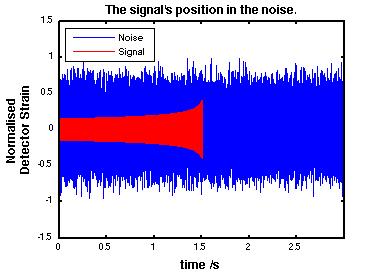 The signal's position in the noise.
1.5
Noise
Signal
1
0.5
0
-0.5
-1
-1.5
Normalised
Detector Strain
0 0.5 1 1.5 2 2.5
time /s